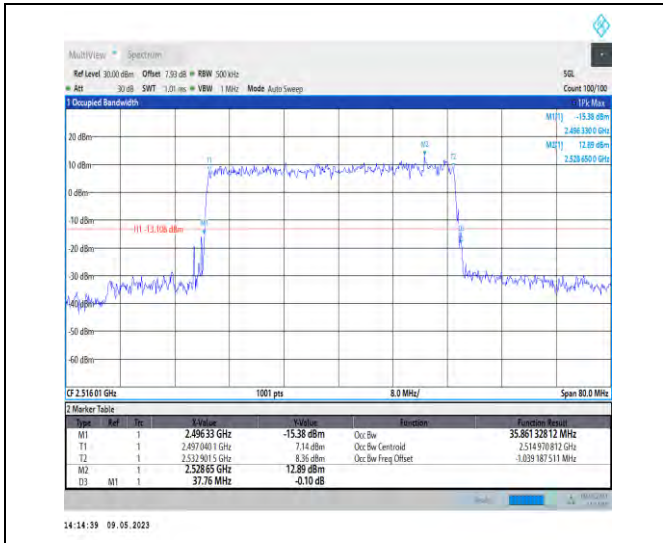 MultiView Spectrum
Ref Level 30.00 dBm Offset 7.93 dB RBW 500 kHz SGL
Att 30 dB SWT 1.01 ms VBW 1 MHz Mode Auto Sweep Count 100/100
1 Occupied Bandwidth 1Pk Max
M1[1] -15.38 dBm
2.496 330 0 GHz
M2[1] 12.89 dBm
2.528 650 0 GHz
20 dBm
M2
T1 T2
10 dBm
0 dBm
-10 dBm
M1
H1 -13.108 dBm
-20 dBm
-30 dBm
-40 dBm
-50 dBm
-60 dBm
CF 2.516 01 GHz 1001 pts 8.0 MHz/ Span 80.0 MHz
2 Marker Table
Type Ref Trc X-Value Y-Value Function Function Result
M1 1 2.496 33 GHz -15.38 dBm Occ Bw 35.861 328 12 MHz
T1 1 2.497 040 1 GHz 7.14 dBm Occ Bw Centroid 2.514 970 812 GHz
T2 1 2.532 901 5 GHz 8.36 dBm Occ Bw Freq Offset -1.039 187 511 MHz
M2 1 2.528 65 GHz 12.89 dBm
D3 M1 1 37.76 MHz -0.10 dB
14:14:39 09.05.2023